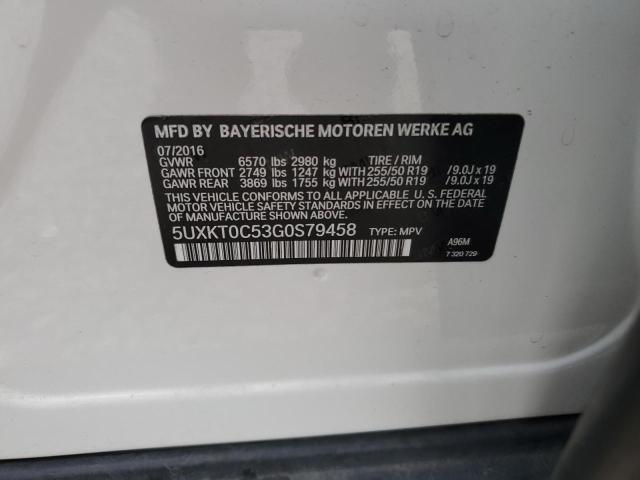 MFD BY BAYERISCHE MOTOREN WERKE AG
07/2016
GVWR 6570 lbs 2980 kg TIRE / RIM
GAWR FRONT 2749 lbs 1247 kg WITH 255/50 R19 /9.0J x 19
GAWR REAR 3869 lbs 1755 kg WITH 255/50 R19 /9.0J x 19
THIS VEHICLE CONFORMS TO ALL APPLICABLE U. S. FEDERAL
MOTOR VEHICLE SAFETY STANDARDS IN EFFECT
ON THE DATE OF MANUFACTURE SHOWN ABOVE.
5UXKT0C53G0S79458 TYPE: MPV A96M
7 320 729